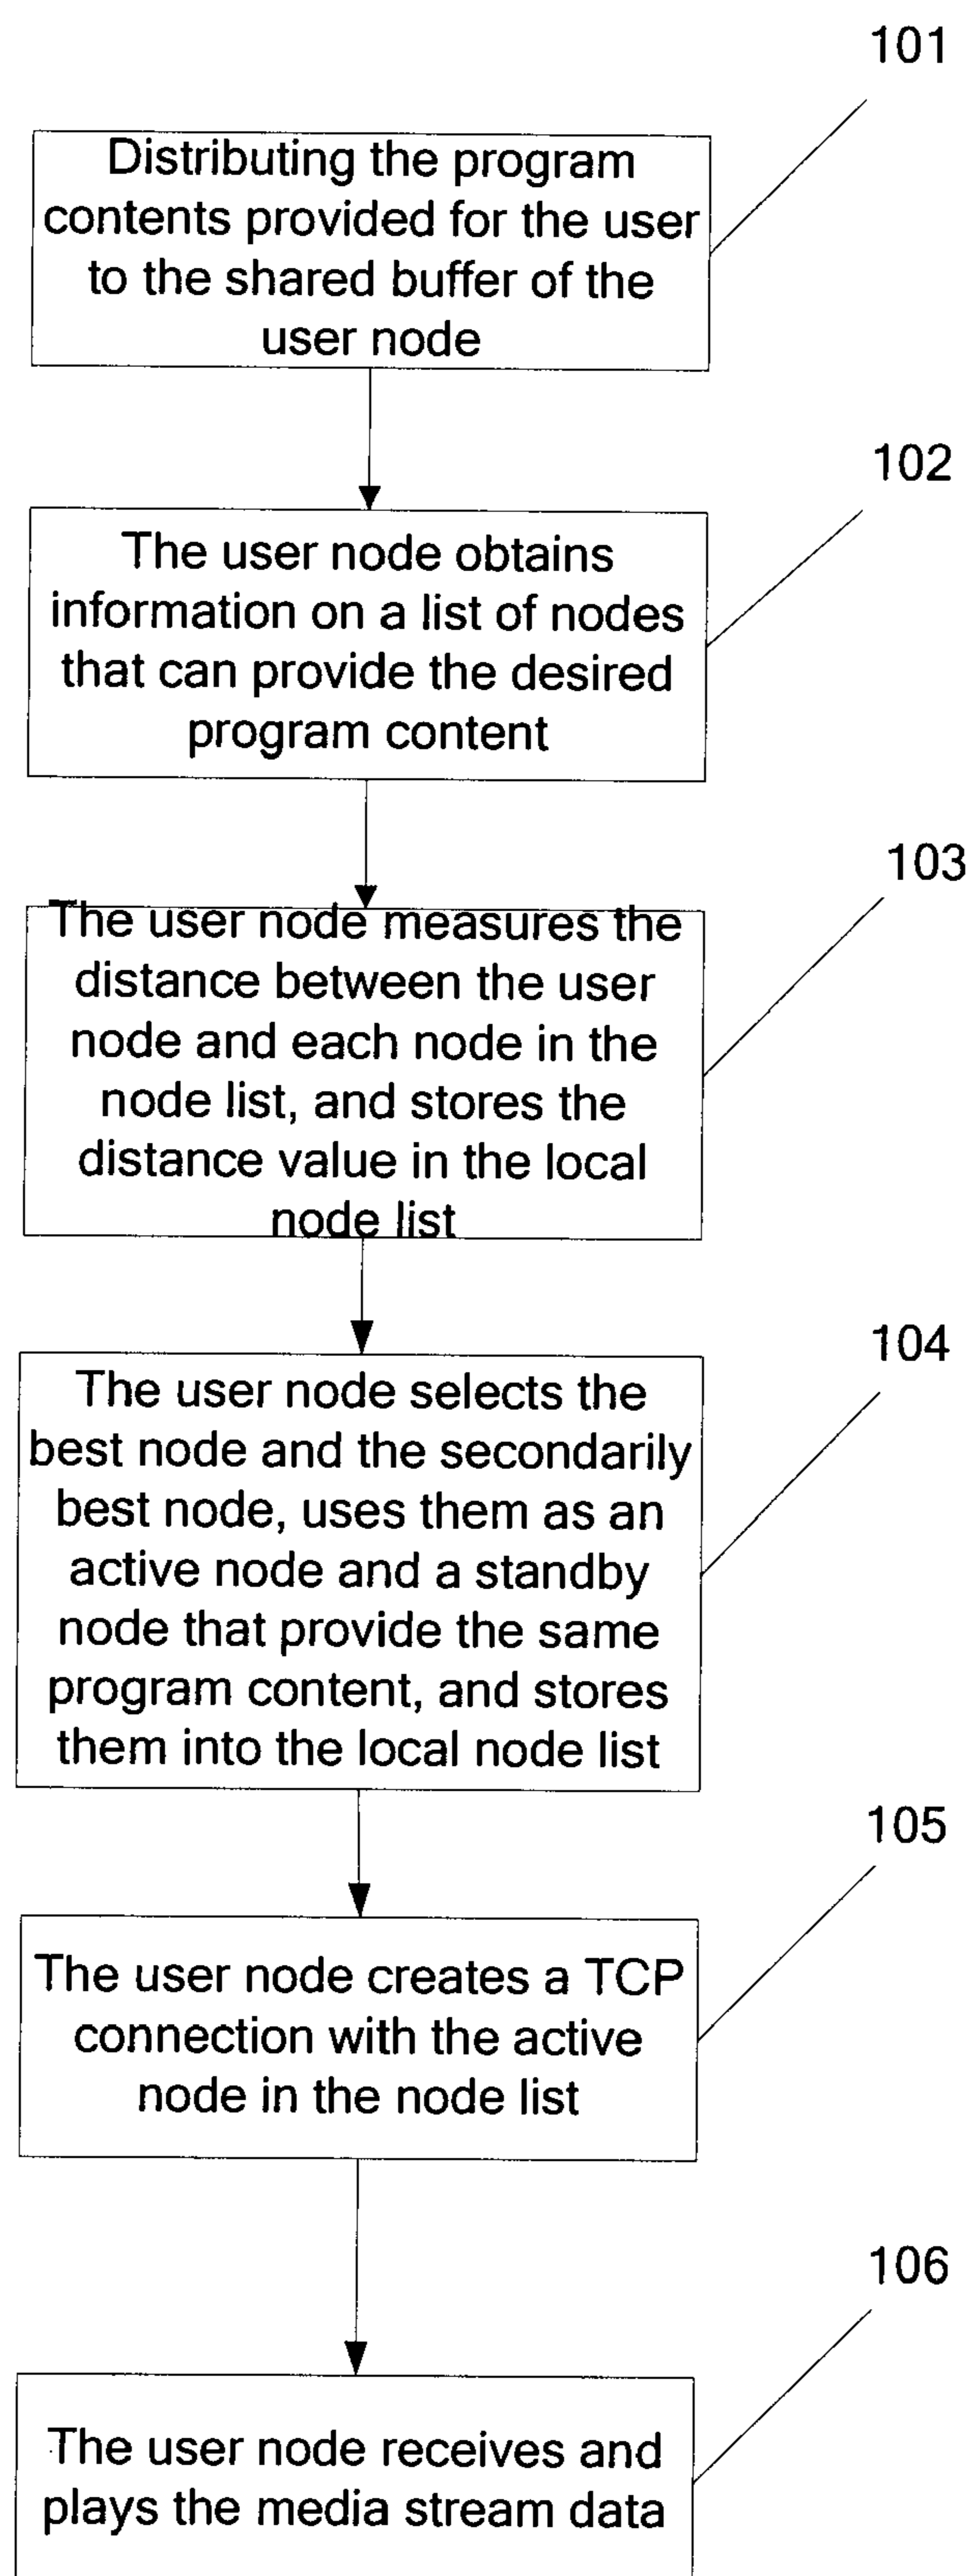 101
Distributing the program
contents provided for the user
to the shared buffer of the
user node
102
The user node obtains
information on a list of nodes
that can provide the desired
program content
103
The user node measures the
distance between the user
node and each node in the
node list, and stores the
distance value in the local
node list
104
The user node selects the
best node and the secondarily
best node, uses them as an
active node and a standby
node that provide the same
program content, and stores
them into the local node list
105
The user node creates a TCP
connection with the active
node in the node list
106
The user node receives and
plays the media stream data